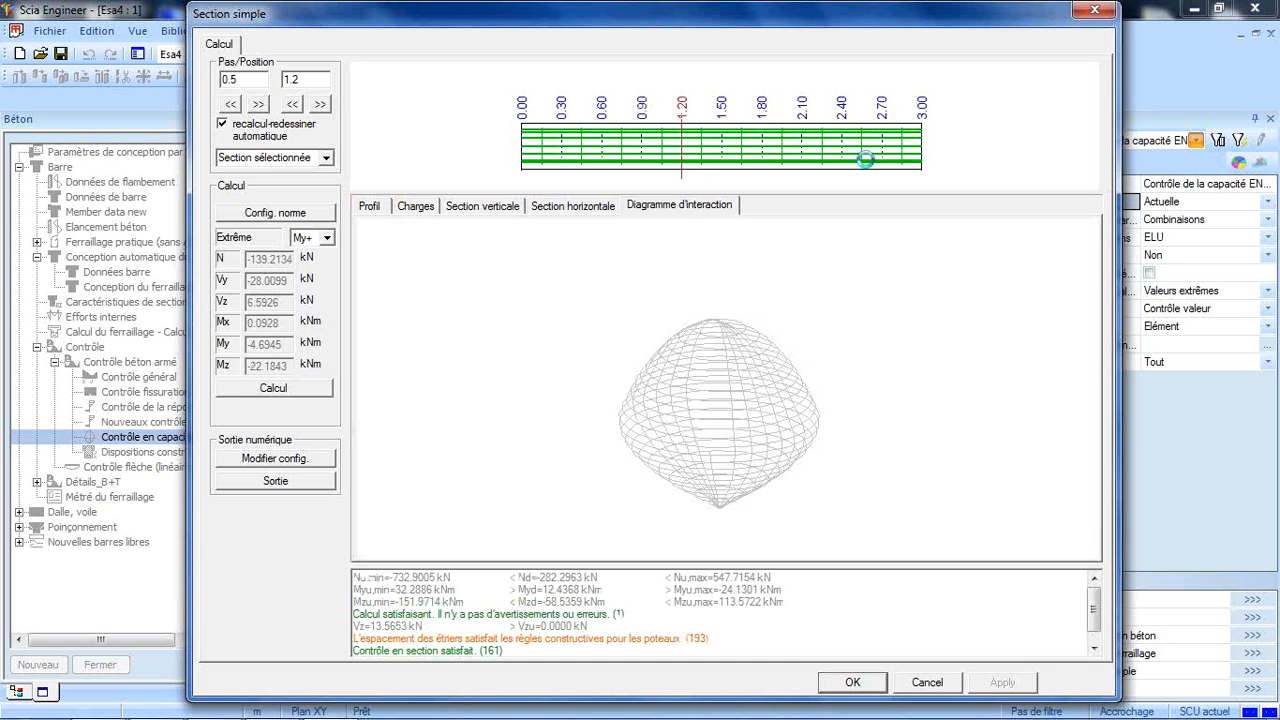 Scia Engineer - [Esa4 : 1]
Fichier Edition Vue Bibli
Esa4
Béton
Paramètres de conception par
Barre
Données de flambement
Données de barre
Member data new
Elancement béton
Ferraillage pratique (sans A
Conception automatique d
Données barre
Conception du ferrailla
Caractéristiques de section
Efforts internes
Calcul du ferraillage - Calcu
Contrôle
Contrôle béton armé
Contrôle général
Contrôle fissuration
Contrôle de la répo
Nouveaux contrôle
Contrôle en capaci
Dispositions constr
Contrôle flèche (linéair
Détails_B+T
Métré du ferraillage
Dalle, voile
Poinçonnement
Nouvelles barres libres
Nouveau Fermer
Section simple
Calcul
Pas/Position
0.5 1.2
<< >> << >>
recalcul-redessiner
automatique
Section sélectionnée
Calcul
Config. norme
Extrême My+
N -139.2134 kN
Vy -28.0099 kN
Vz 6.5926 kN
Mx 0.0928 kNm
My -4.6945 kNm
Mz -22.1843 kNm
Calcul
Sortie numérique
Modifier config.
Sortie
0.00 0.30 0.60 0.90 1.20 1.50 1.80 2.10 2.40 2.70 3.00
Profil Charges Section verticale Section horizontale Diagramme d'interaction
Nu,min=-732.9005 kN < Nd=-282.2963 kN < Nu,max=547.7154 kN
Myu,min=32.2886 kNm > Myd=12.4368 kNm > Myu,max=-24.1301 kNm
Mzu,min=-151.9714 kNm < Mzd=-58.5359 kNm < Mzu,max=113.5722 kNm
Calcul satisfaisant. Il n'y a pas d'avertissements ou erreurs. (1)
Vz=13.5653 kN > Vzu=0.0000 kN
L'espacement des étriers satisfait les règles constructives pour les poteaux (193)
Contrôle en section satisfait. (161)
OK Cancel Apply
a capacité EN
Contrôle de la capacité EN...
Actuelle
Combinaisons
ELU
Non
Valeurs extrêmes
Contrôle valeur
Elément
...
Tout
>>>
>>>
n béton >>>
rraillage >>>
ple >>>
>>>
m Plan XY Prêt Pas de filtre Accrochage SCU actuel